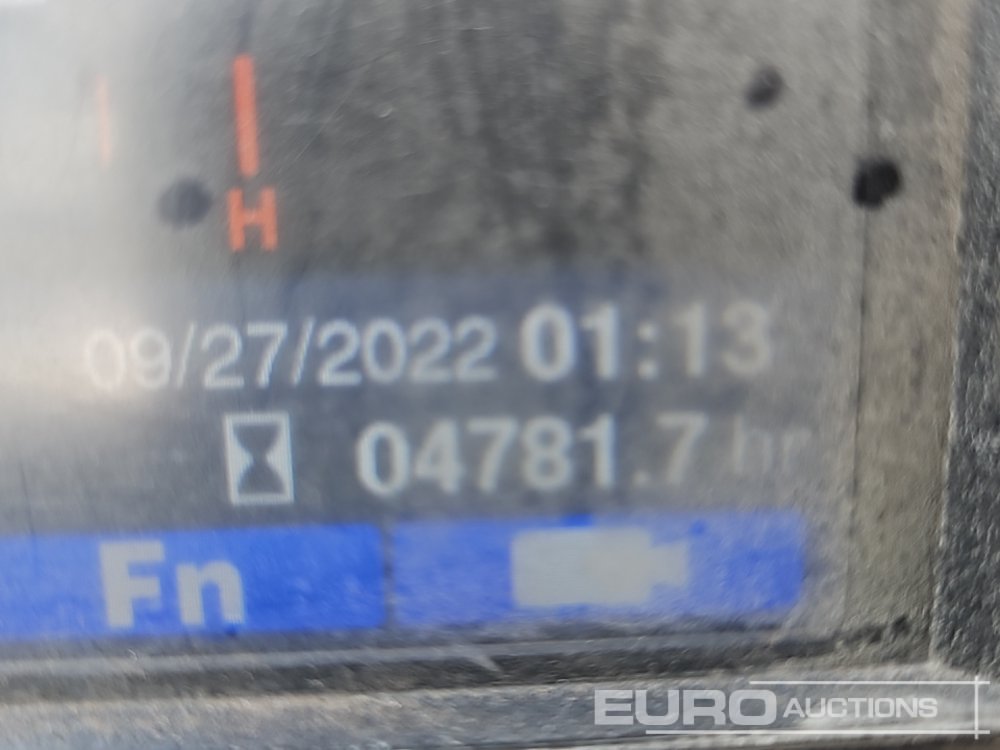 H
09/27/2022 01:13
04781.7 hr
Fn
EURO AUCTIONS